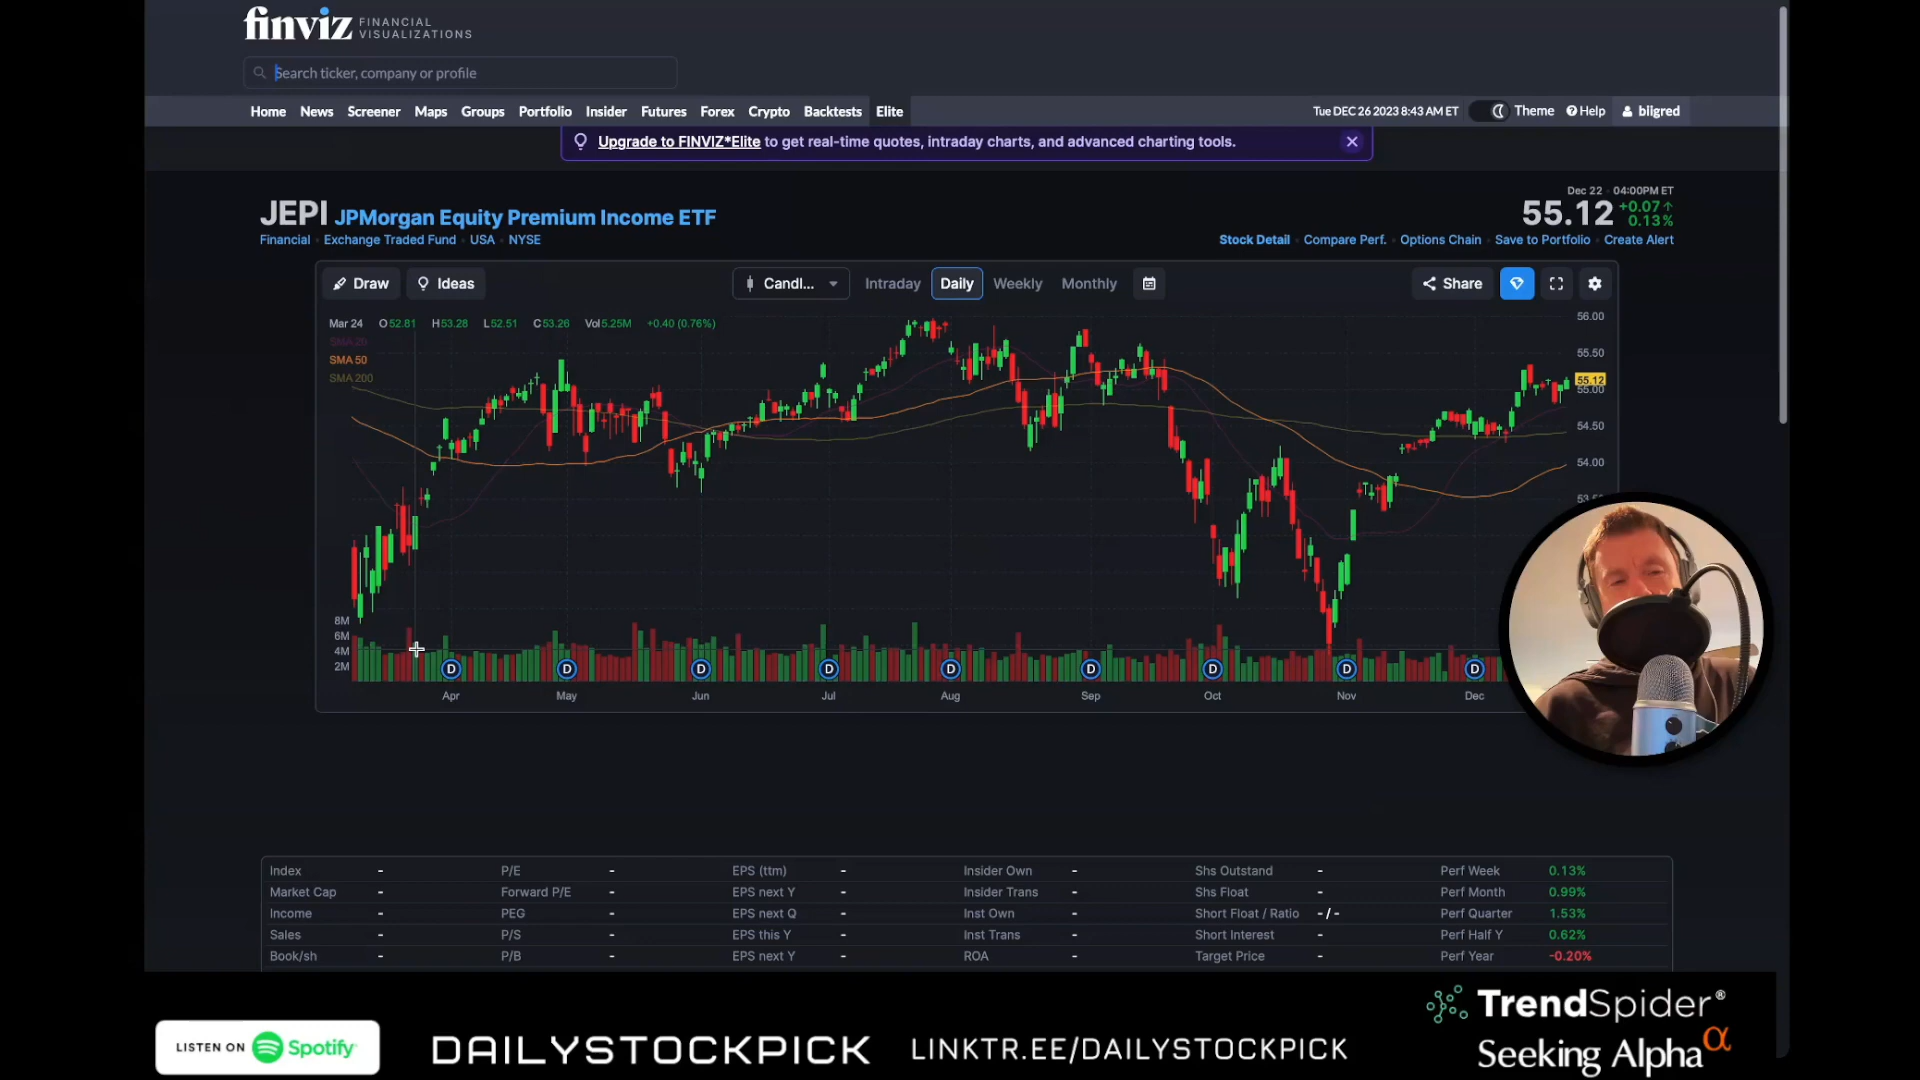 finviz FINANCIAL
VISUALIZATIONS
Search ticker, company or profile
Home News Screener Maps Groups Portfolio Insider Futures Forex Crypto Backtests Elite Tue DEC 26 2023 8:43 AM ET Theme Help bilgred
Upgrade to FINVIZ*Elite to get real-time quotes, intraday charts, and advanced charting tools.
Dec 22 · 04:00PM ET
JEPI JPMorgan Equity Premium Income ETF 55.12 +0.07 0.13%
Financial · Exchange Traded Fund · USA · NYSE Stock Detail · Compare Perf. · Options Chain · Save to Portfolio · Create Alert
Draw Ideas Candl... Intraday Daily Weekly Monthly Share
Mar 24 O52.81 H53.28 L52.51 C53.26 Vol5.25M +0.40 (0.76%)
SMA 20
SMA 50
SMA 200
56.00
55.50
55.12
55.00
54.50
54.00
8M
6M
4M
2M
D D D D D D D D D
Apr May Jun Jul Aug Sep Oct Nov Dec
Index - P/E - EPS (ttm) - Insider Own - Shs Outstand - Perf Week 0.13%
Market Cap - Forward P/E - EPS next Y - Insider Trans - Shs Float - Perf Month 0.99%
Income - PEG - EPS next Q - Inst Own - Short Float / Ratio - / - Perf Quarter 1.53%
Sales - P/S - EPS this Y - Inst Trans - Short Interest - Perf Half Y 0.62%
Book/sh - P/B - EPS next Y - ROA - Target Price - Perf Year -0.20%
LISTEN ON Spotify DAILYSTOCKPICK LINKTR.EE/DAILYSTOCKPICK
TrendSpider®
Seeking Alpha α